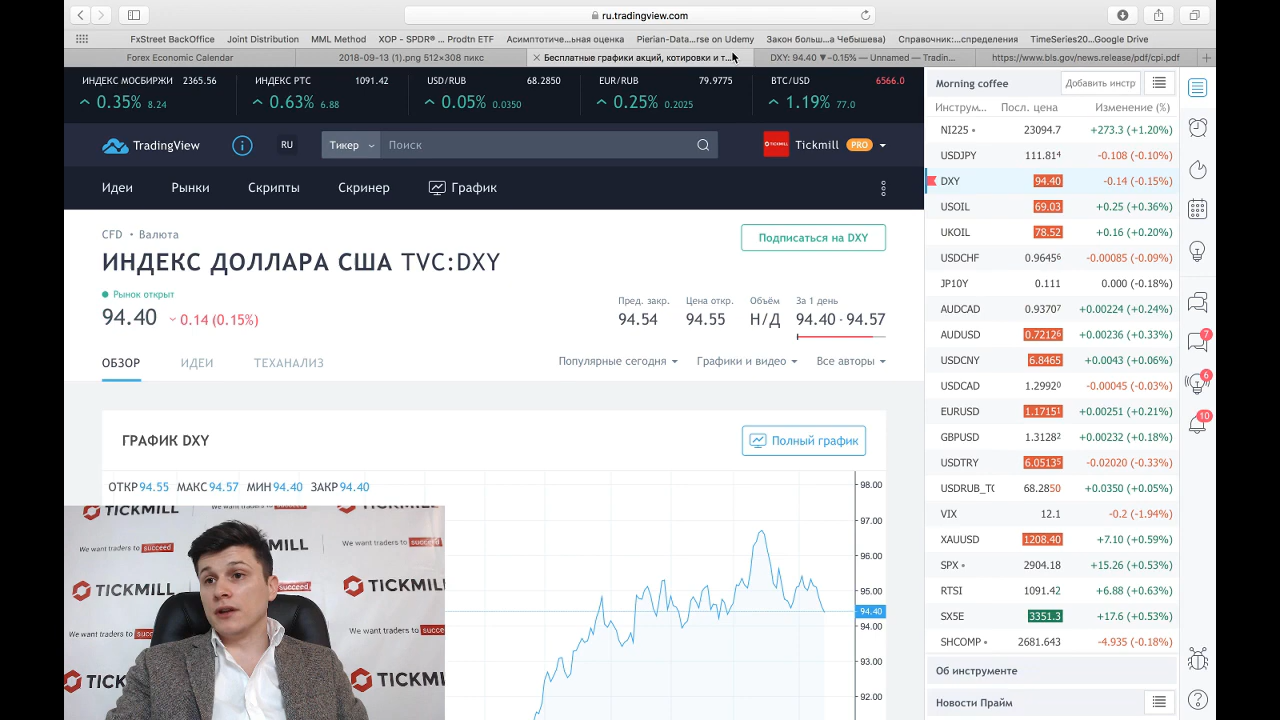 ru.tradingview.com
FxStreet BackOffice Joint Distribution MML Method XOP - SPDR® ... Prodtn ETF Асимптотиче...ная оценка Pierian-Data...rse on Udemy Закон больш...а Чебышева) Справочник:...спределения TimeSeries20...Google Drive
Forex Economic Calendar 2018-09-13 (1).png 512×308 пикс Бесплатные графики акций, котировки и т... DXY: 94.40 ▼−0.15% — Unnamed — Tradin... https://www.bls.gov/news.release/pdf/cpi.pdf
ИНДЕКС МОСБИРЖИ 2365.56 ИНДЕКС РТС 1091.42 USD/RUB 68.2850 EUR/RUB 79.9775 BTC/USD 6566.0
0.35% 8.24 0.63% 6.88 0.05% 0.0350 0.25% 0.2025 1.19% 77.0
TradingView RU Тикер Поиск TICKMILL Tickmill PRO
Идеи Рынки Скрипты Скринер График
CFD • Валюта
Подписаться на DXY
ИНДЕКС ДОЛЛАРА США TVC:DXY
Рынок открыт
94.40 0.14 (0.15%)
Пред. закр. Цена откр. Объём За 1 день
94.54 94.55 Н/Д 94.40 - 94.57
ОБЗОР ИДЕИ ТЕХАНАЛИЗ Популярные сегодня Графики и видео Все авторы
ГРАФИК DXY Полный график
ОТКР 94.55 МАКС 94.57 МИН 94.40 ЗАКР 94.40
98.00
97.00
96.00
95.00
94.40
94.00
93.00
92.00
Morning coffee Добавить инстр
Инструм... Посл. цена Изменение (%)
NI225 23094.7 +273.3 (+1.20%)
USDJPY 111.814 -0.108 (-0.10%)
DXY 94.40 -0.14 (-0.15%)
USOIL 69.03 +0.25 (+0.36%)
UKOIL 78.52 +0.16 (+0.20%)
USDCHF 0.96456 -0.00085 (-0.09%)
JP10Y 0.111 0.000 (-0.18%)
AUDCAD 0.93707 +0.00224 (+0.24%)
AUDUSD 0.72126 +0.00236 (+0.33%)
USDCNY 6.8465 +0.0043 (+0.06%)
USDCAD 1.29920 -0.00045 (-0.03%)
EURUSD 1.17151 +0.00251 (+0.21%)
GBPUSD 1.31282 +0.00232 (+0.18%)
USDTRY 6.05135 -0.02020 (-0.33%)
USDRUB_TO 68.2850 +0.0350 (+0.05%)
VIX 12.1 -0.2 (-1.94%)
XAUUSD 1208.40 +7.10 (+0.59%)
SPX 2904.18 +15.26 (+0.53%)
RTSI 1091.42 +6.88 (+0.63%)
SX5E 3351.3 +17.6 (+0.53%)
SHCOMP 2681.643 -4.935 (-0.18%)
Об инструменте
Новости Прайм
7
6
10
TICKMILL
We want traders to succeed
TICKMILL
We want traders to succeed
TICKMILL
We want traders to succeed
TICKMILL